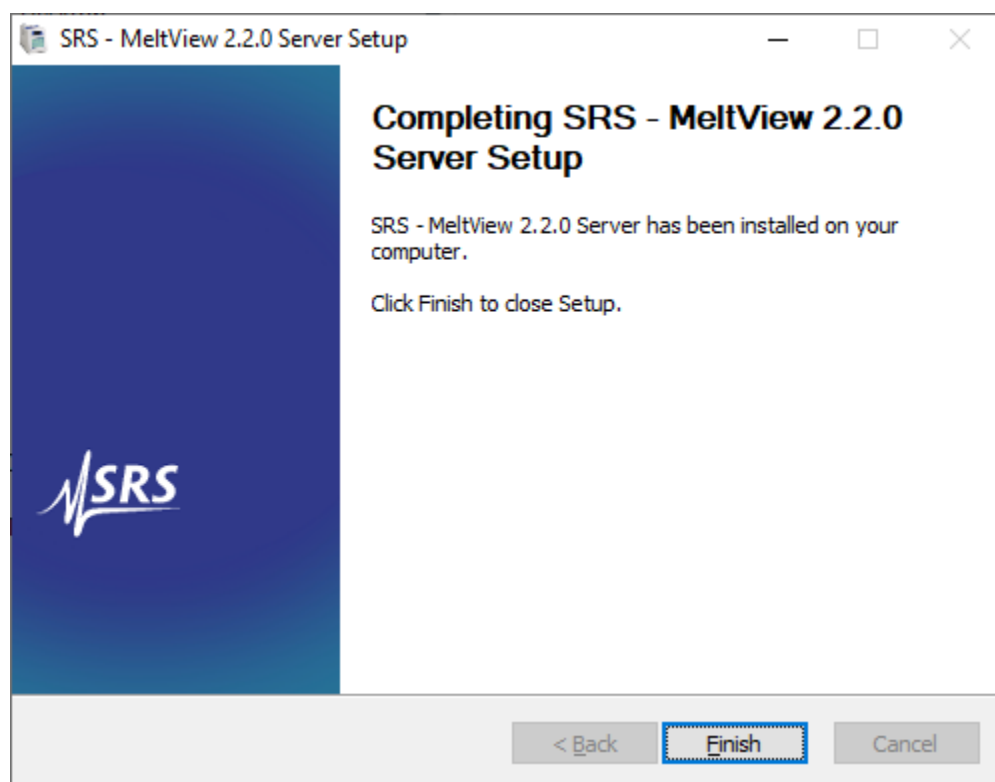 SRS - MeltView 2.2.0 Server Setup
Completing SRS - MeltView 2.2.0
Server Setup
SRS - MeltView 2.2.0 Server has been installed on your
computer.
Click Finish to close Setup.
SRS
< Back
Finish
Cancel